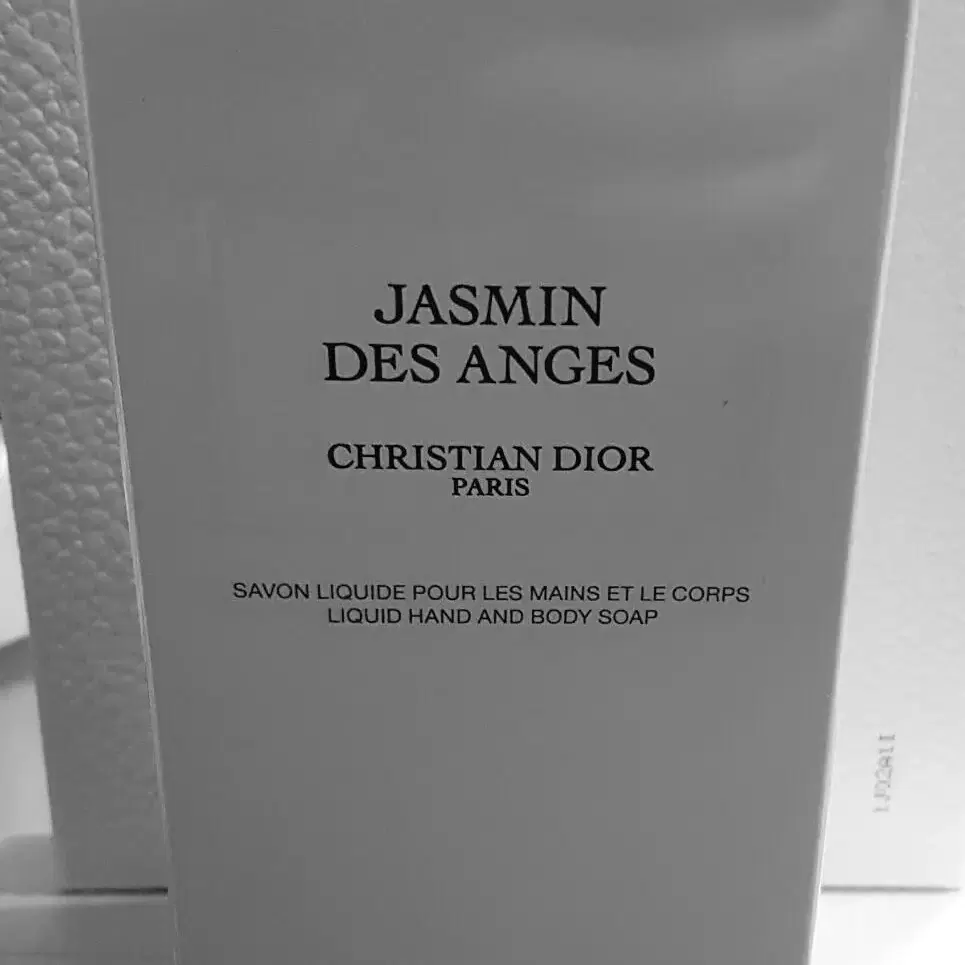 JASMIN
DES ANGES
CHRISTIAN DIOR
PARIS
SAVON LIQUIDE POUR LES MAINS ET LE CORPS
LIQUID HAND AND BODY SOAP